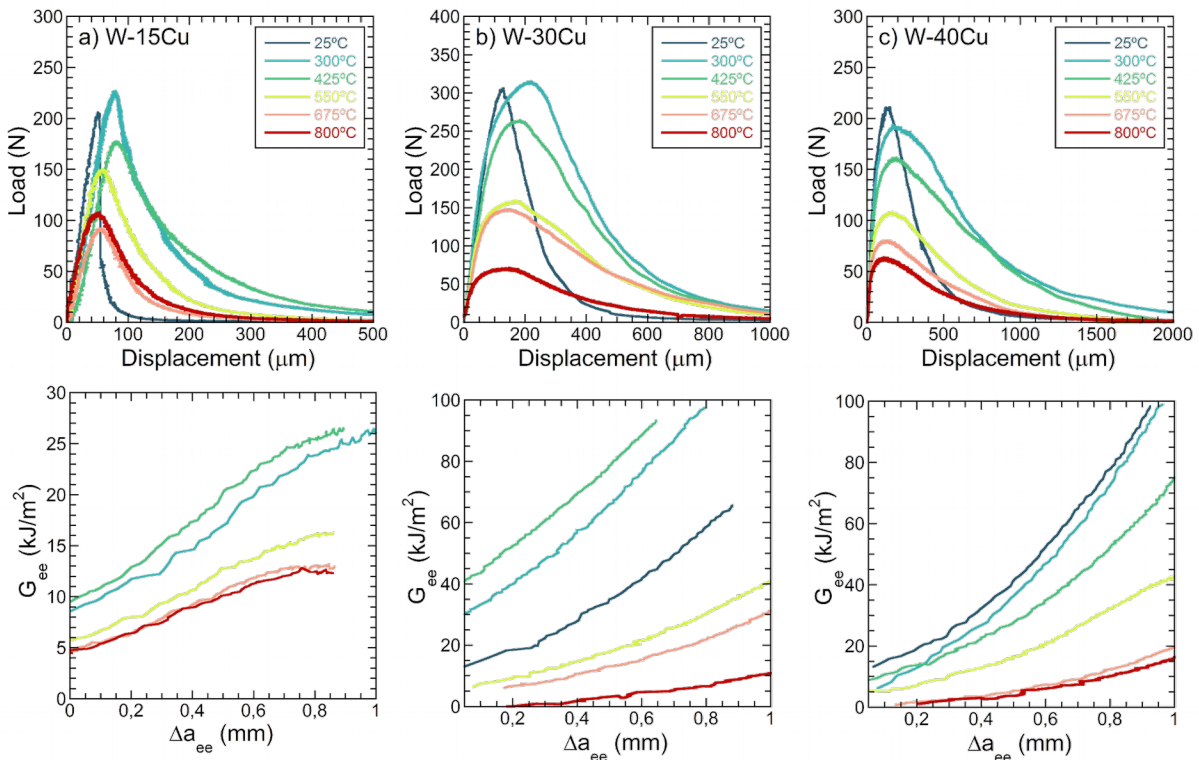 a) W-15Cu
300
250
200
150
100
50
0
Load (N)
25ºC
300ºC
425ºC
550ºC
675ºC
800ºC
0 100 200 300 400 500
Displacement (μm)
b) W-30Cu
400
350
300
250
200
150
100
50
0
Load (N)
25ºC
300ºC
425ºC
550ºC
675ºC
800ºC
0 200 400 600 800 1000
Displacement (μm)
c) W-40Cu
300
250
200
150
100
50
0
Load (N)
25ºC
300ºC
425ºC
550ºC
675ºC
800ºC
0 500 1000 1500 2000
Displacement (μm)
30
25
20
15
10
5
0
G_ee (kJ/m²)
0 0,2 0,4 0,6 0,8 1
Δa_ee (mm)
100
80
60
40
20
0
G_ee (kJ/m²)
0,2 0,4 0,6 0,8 1
Δa_ee (mm)
100
80
60
40
20
0
G_ee (kJ/m²)
0,2 0,4 0,6 0,8 1
Δa_ee (mm)